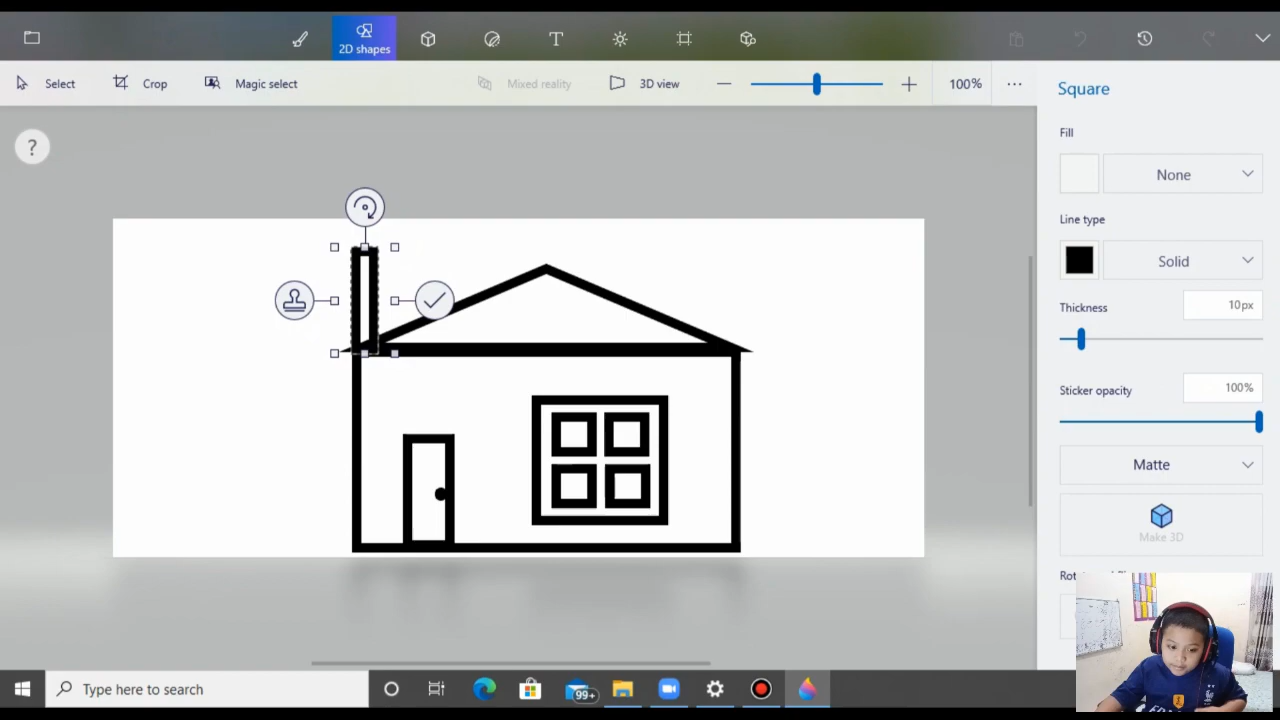 2D shapes
Select
Crop
Magic select
Mixed reality
3D view
100%
Square
Fill
None
Line type
Solid
Thickness
10px
Sticker opacity
100%
Matte
Make 3D
?
Type here to search
99+